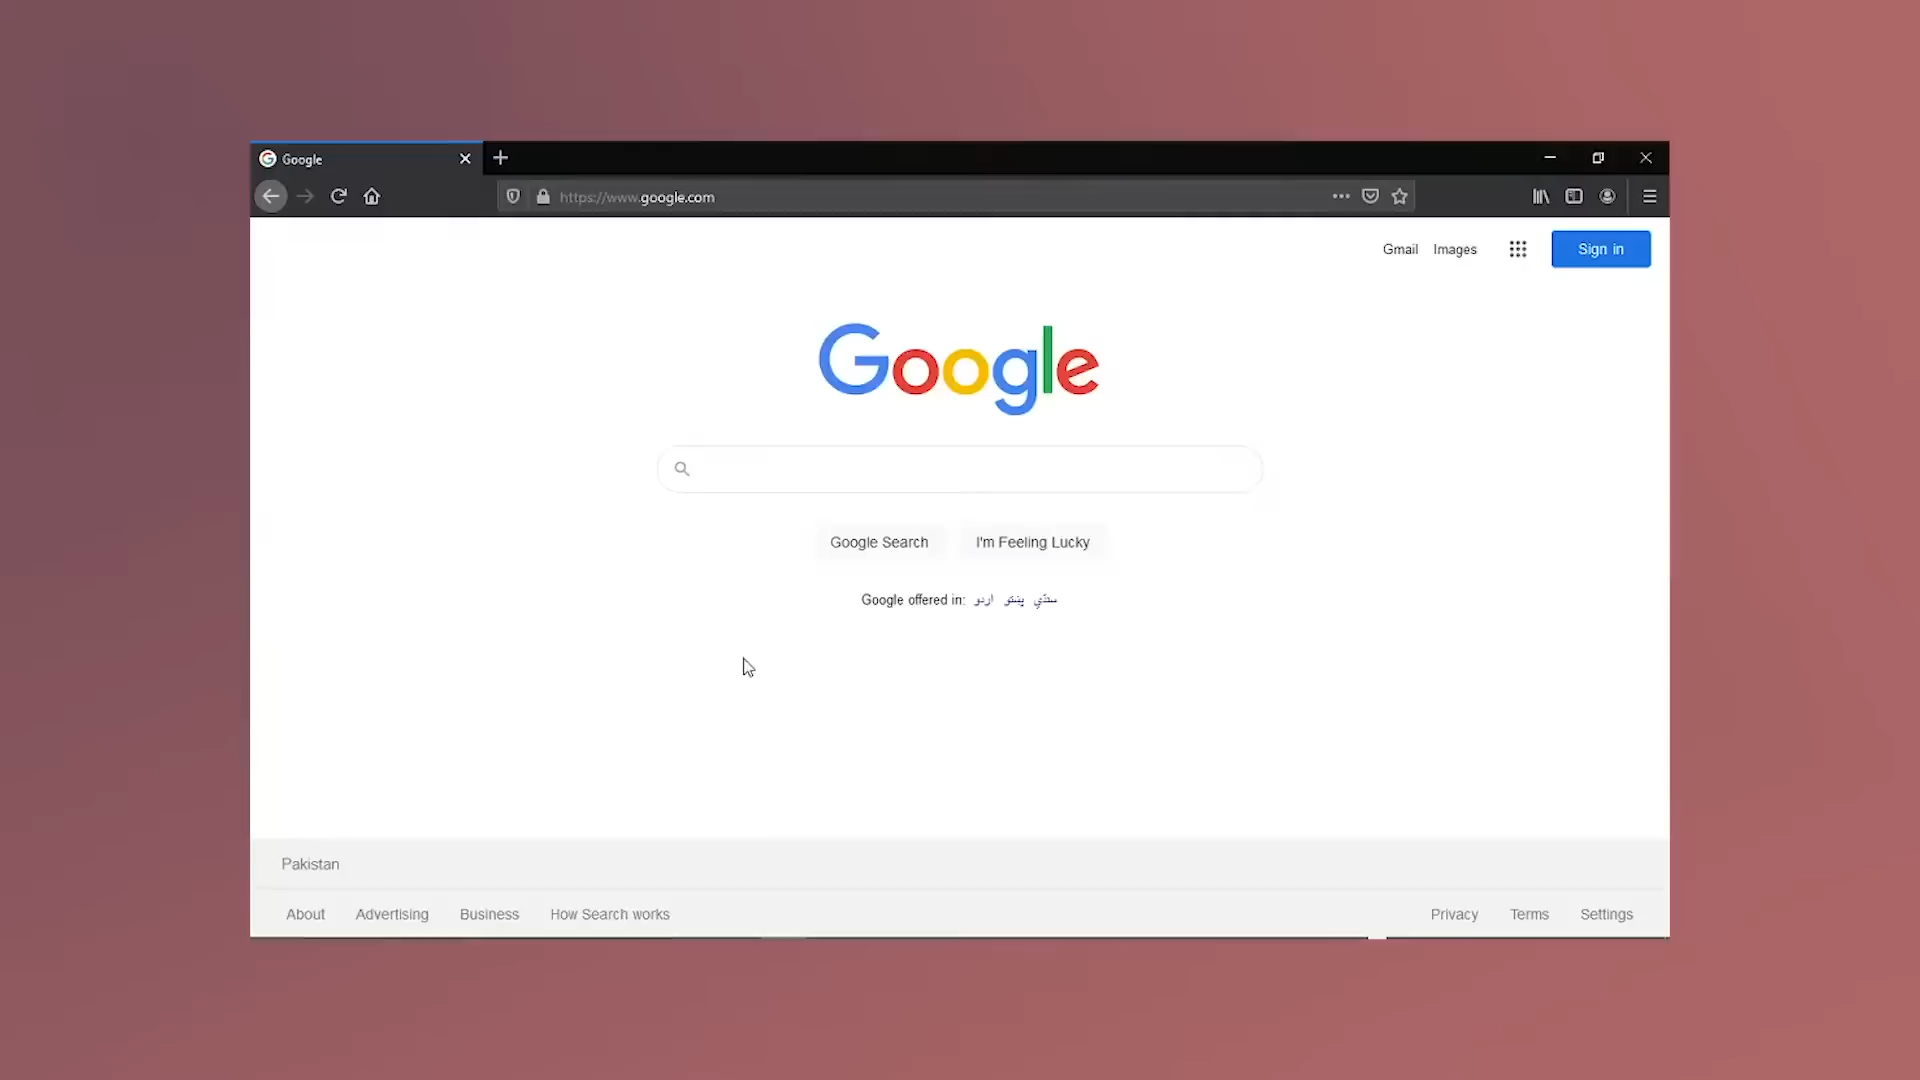 Google
https://www.google.com
Gmail Images Sign in
Google
Google Search I'm Feeling Lucky
Google offered in: اردو پښتو سنڌي
Pakistan
About Advertising Business How Search works Privacy Terms Settings